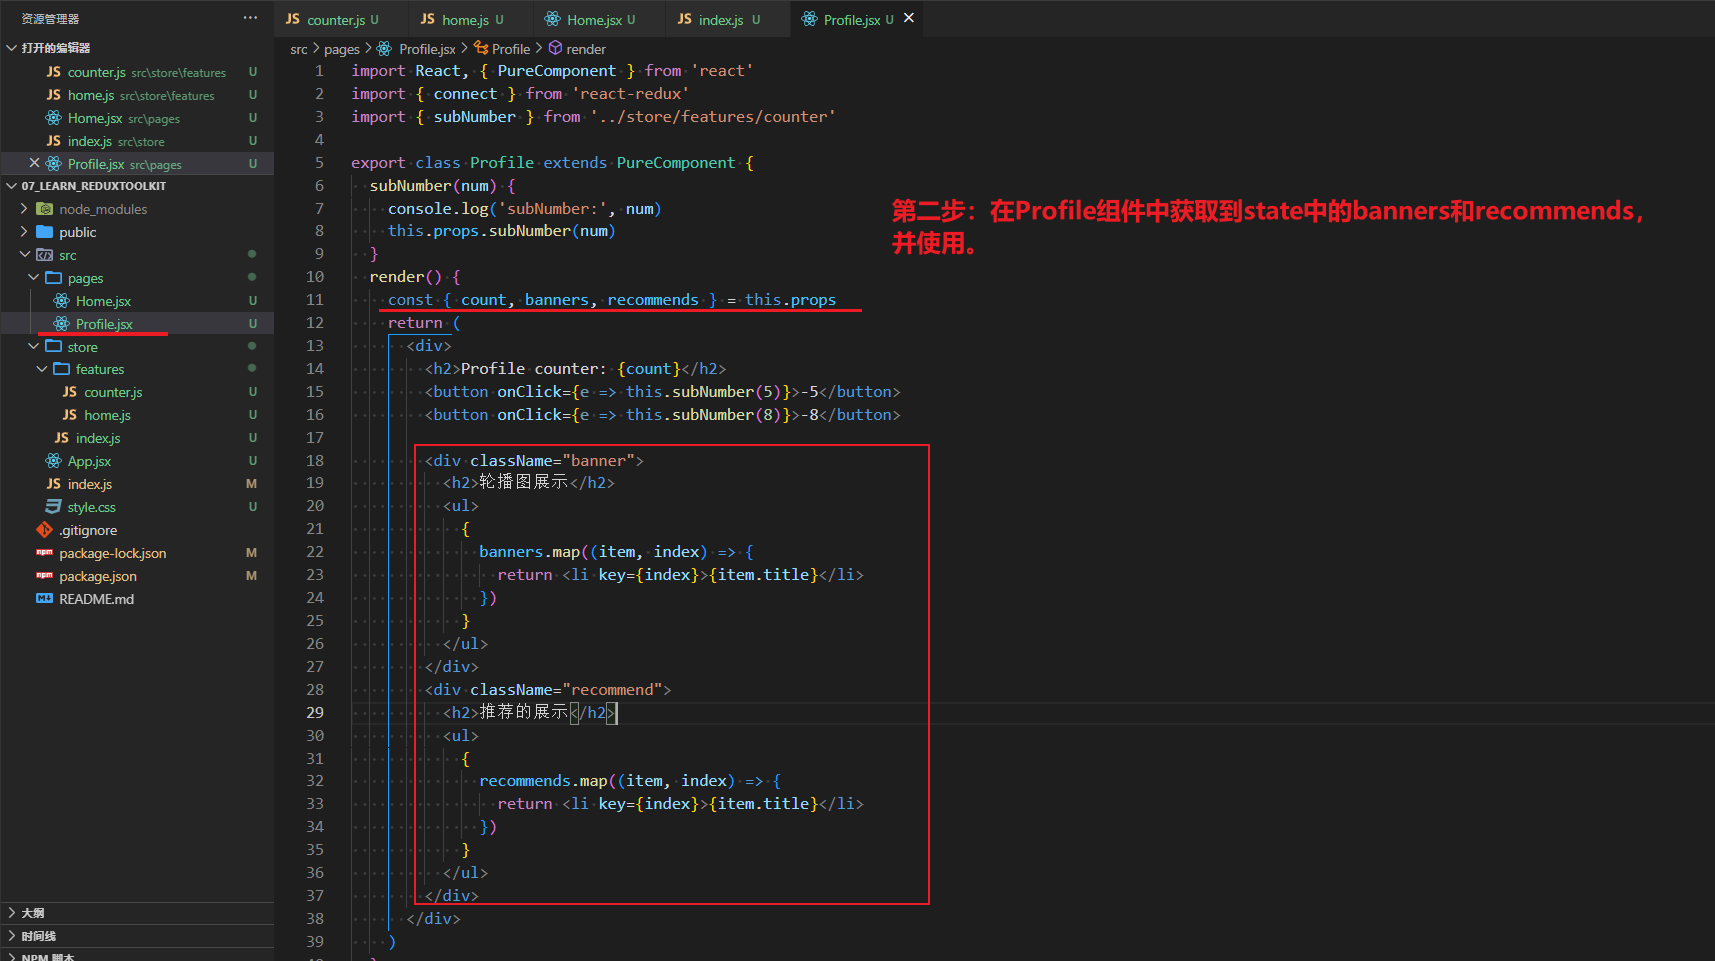 资源管理器
···
打开的编辑器
JS counter.js src\store\features U
JS home.js src\store\features U
Home.jsx src\pages U
JS index.js src\store U
Profile.jsx src\pages U
07_LEARN_REDUXTOOLKIT
node_modules
public
src
pages
Home.jsx U
Profile.jsx U
store
features
JS counter.js U
JS home.js U
JS index.js U
App.jsx U
JS index.js M
style.css U
.gitignore
npm package-lock.json M
npm package.json M
README.md
大纲
时间线
NPM 脚本
JS counter.js U
JS home.js U
Home.jsx U
JS index.js U
Profile.jsx U
src > pages > Profile.jsx > Profile > render
1 import React, { PureComponent } from 'react'
2 import { connect } from 'react-redux'
3 import { subNumber } from '../store/features/counter'
4
5 export class Profile extends PureComponent {
6 subNumber(num) {
7 console.log('subNumber:', num)
8 this.props.subNumber(num)
9 }
10 render() {
11 const { count, banners, recommends } = this.props
12 return (
13 <div>
14 <h2>Profile counter: {count}</h2>
15 <button onClick={e => this.subNumber(5)}>-5</button>
16 <button onClick={e => this.subNumber(8)}>-8</button>
17
18 <div className="banner">
19 <h2>轮播图展示</h2>
20 <ul>
21 {
22 banners.map((item, index) => {
23 return <li key={index}>{item.title}</li>
24 })
25 }
26 </ul>
27 </div>
28 <div className="recommend">
29 <h2>推荐的展示</h2>
30 <ul>
31 {
32 recommends.map((item, index) => {
33 return <li key={index}>{item.title}</li>
34 })
35 }
36 </ul>
37 </div>
38 </div>
39 )
第二步：在Profile组件中获取到state中的banners和recommends，
并使用。